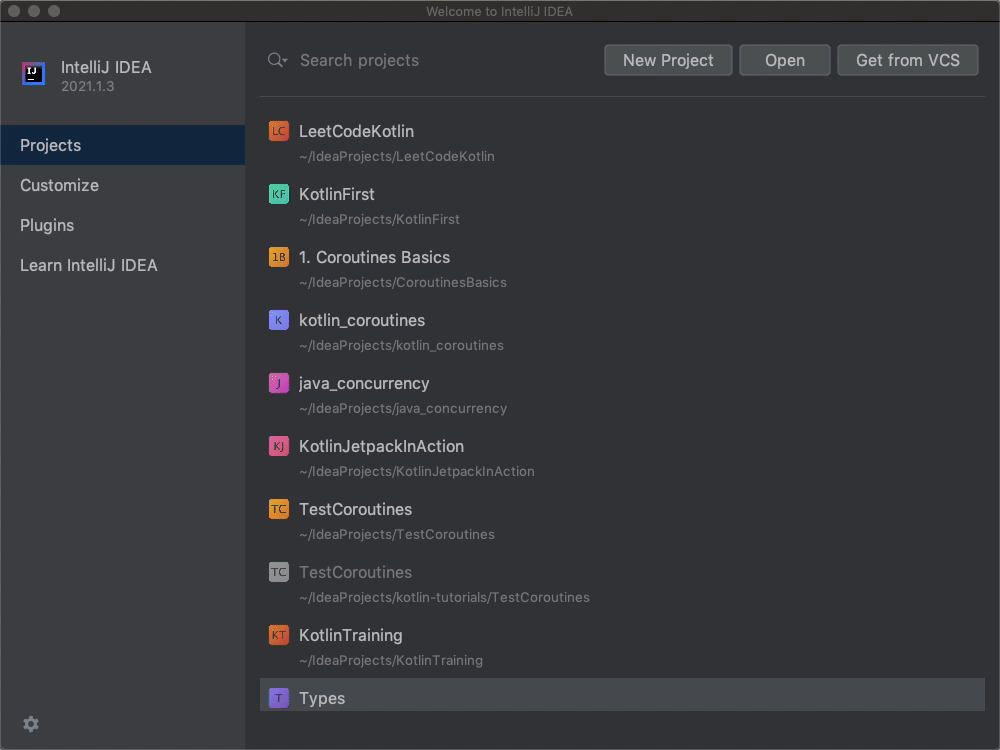 Welcome to IntelliJ IDEA
IJ
IntelliJ IDEA
2021.1.3
Projects
Customize
Plugins
Learn IntelliJ IDEA
Search projects
New Project
Open
Get from VCS
LC LeetCodeKotlin
~/IdeaProjects/LeetCodeKotlin
KF KotlinFirst
~/IdeaProjects/KotlinFirst
1B 1. Coroutines Basics
~/IdeaProjects/CoroutinesBasics
K kotlin_coroutines
~/IdeaProjects/kotlin_coroutines
J java_concurrency
~/IdeaProjects/java_concurrency
KJ KotlinJetpackInAction
~/IdeaProjects/KotlinJetpackInAction
TC TestCoroutines
~/IdeaProjects/TestCoroutines
TC TestCoroutines
~/IdeaProjects/kotlin-tutorials/TestCoroutines
KT KotlinTraining
~/IdeaProjects/KotlinTraining
T Types